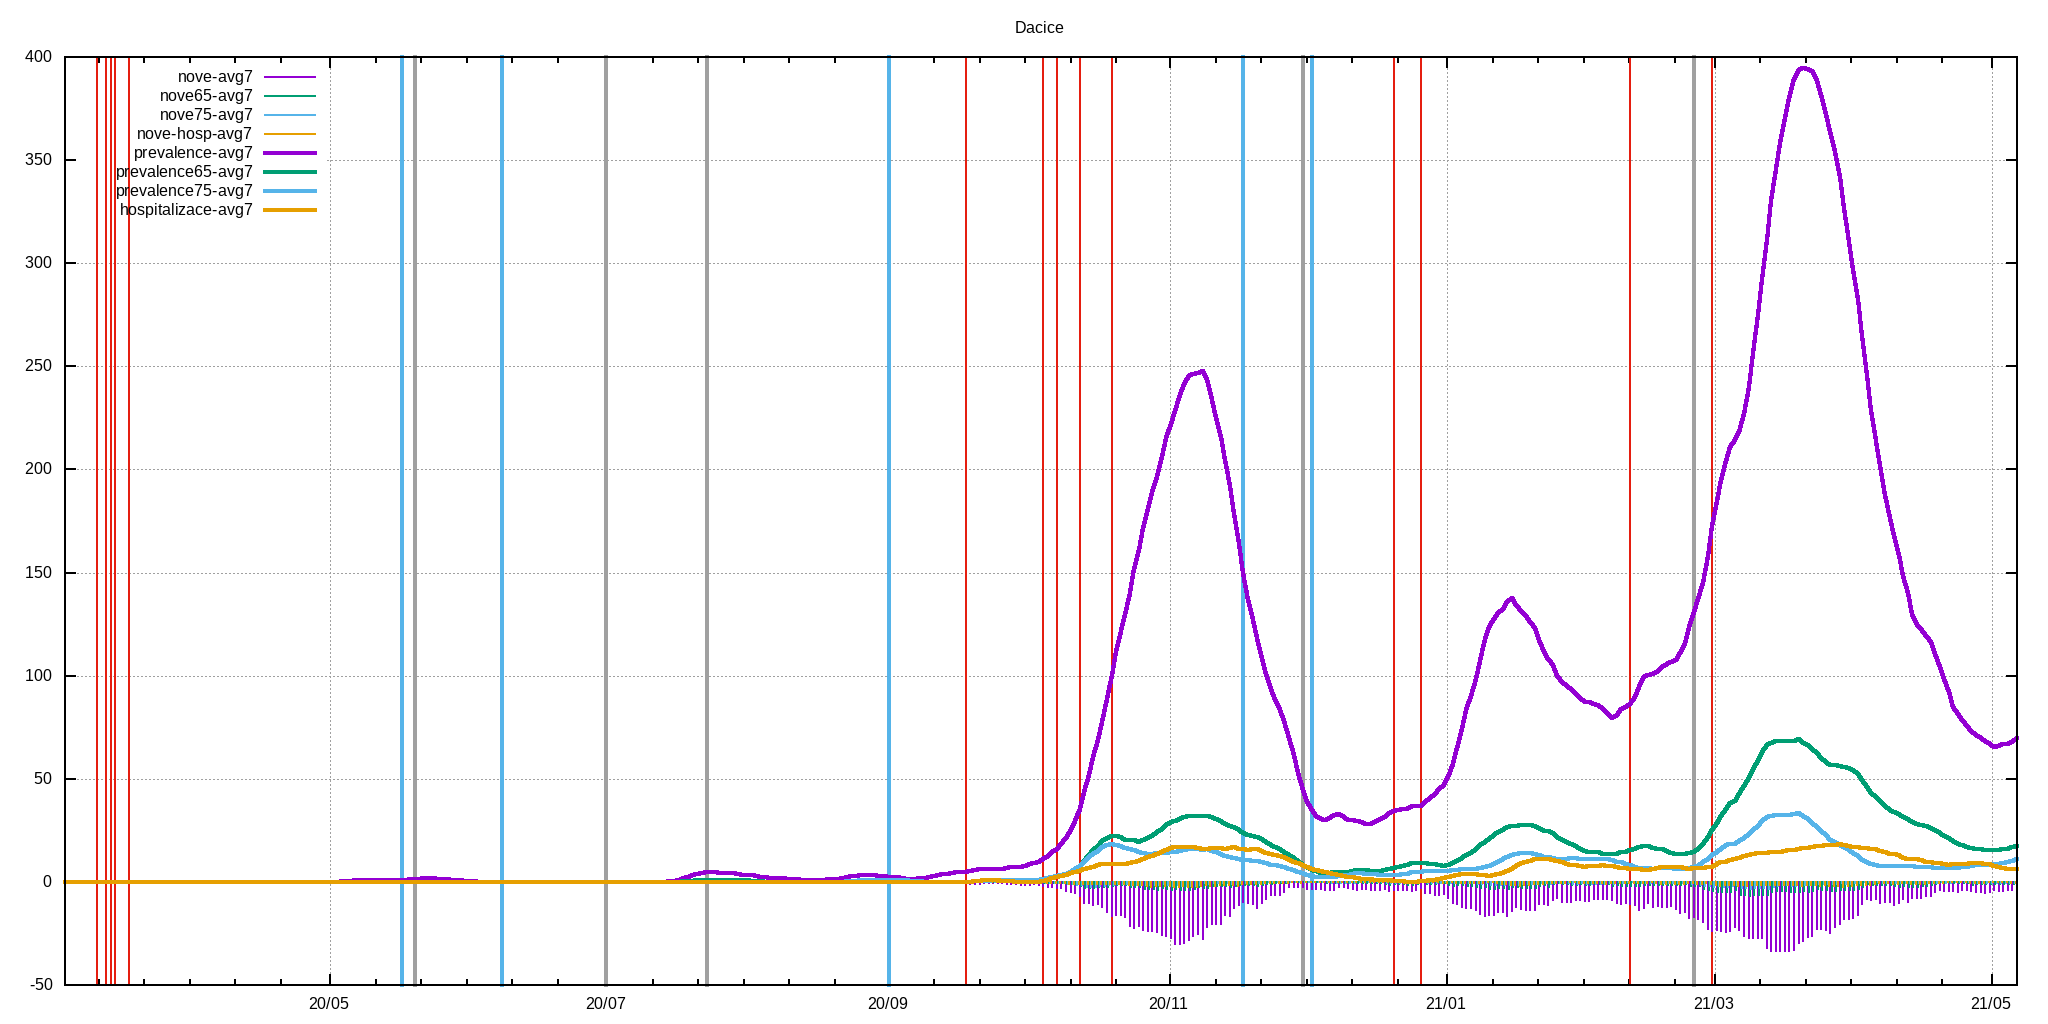 Dacice
400
350
300
250
200
150
100
50
0
-50
nove-avg7
nove65-avg7
nove75-avg7
nove-hosp-avg7
prevalence-avg7
prevalence65-avg7
prevalence75-avg7
hospitalizace-avg7
20/05
20/07
20/09
20/11
21/01
21/03
21/05